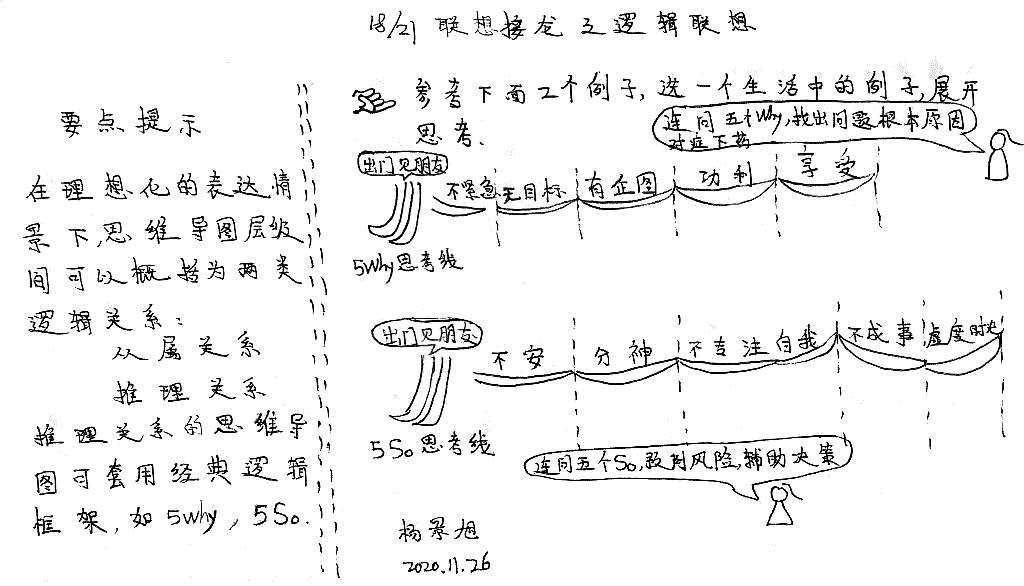 18/21 联想接龙之逻辑联想
要点提示
在理想化的表达情
景下,思维导图层级
间可以概括为两类
逻辑关系:
从属关系
推理关系
推理关系的思维导
图可套用经典逻辑
框架,如5why,5So.
参考下面2个例子,选一个生活中的例子,展开
思考.
连问五个Why,找出问题根本原因
对症下药
出门见朋友
不紧急 无目标 有企图 功利 享受
5Why思考线
出门见朋友
不安 分神 不专注自我 不成事 虚度时光
5So思考线
连问五个So,判风险,辅助决策
杨景旭
2020.11.26